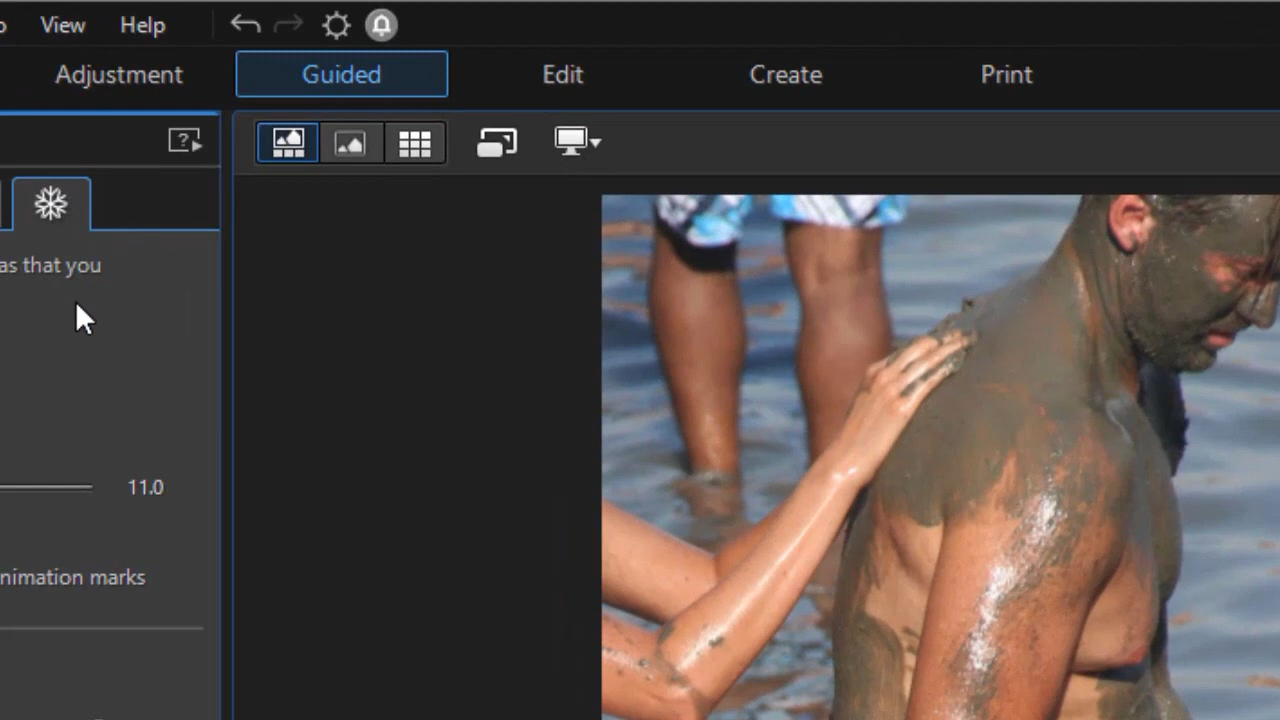 View Help
Adjustment Guided Edit Create Print
as that you
11.0
nimation marks